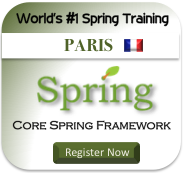 World's #1 Spring Training
PARIS
Spring
CORE SPRING FRAMEWORK
Register Now